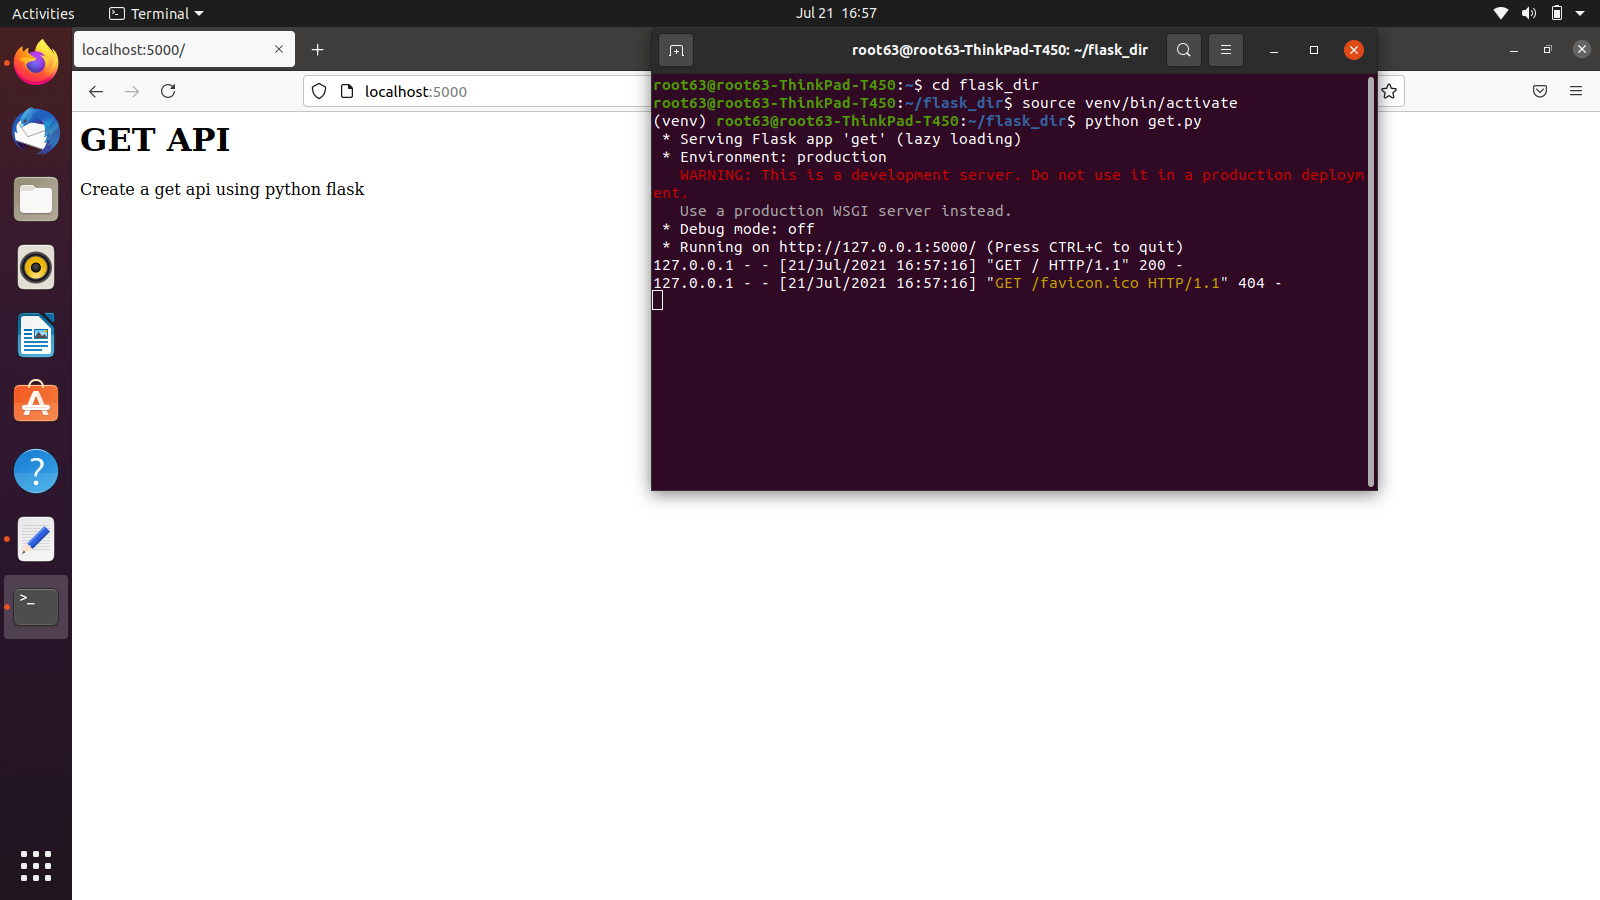 Activities
Terminal
Jul 21 16:57
localhost:5000/
localhost:5000
GET API
Create a get api using python flask
root63@root63-ThinkPad-T450: ~/flask_dir
root63@root63-ThinkPad-T450:~$ cd flask_dir
root63@root63-ThinkPad-T450:~/flask_dir$ source venv/bin/activate
(venv) root63@root63-ThinkPad-T450:~/flask_dir$ python get.py
 * Serving Flask app 'get' (lazy loading)
 * Environment: production
   WARNING: This is a development server. Do not use it in a production deploym
ent.
   Use a production WSGI server instead.
 * Debug mode: off
 * Running on http://127.0.0.1:5000/ (Press CTRL+C to quit)
127.0.0.1 - - [21/Jul/2021 16:57:16] "GET / HTTP/1.1" 200 -
127.0.0.1 - - [21/Jul/2021 16:57:16] "GET /favicon.ico HTTP/1.1" 404 -